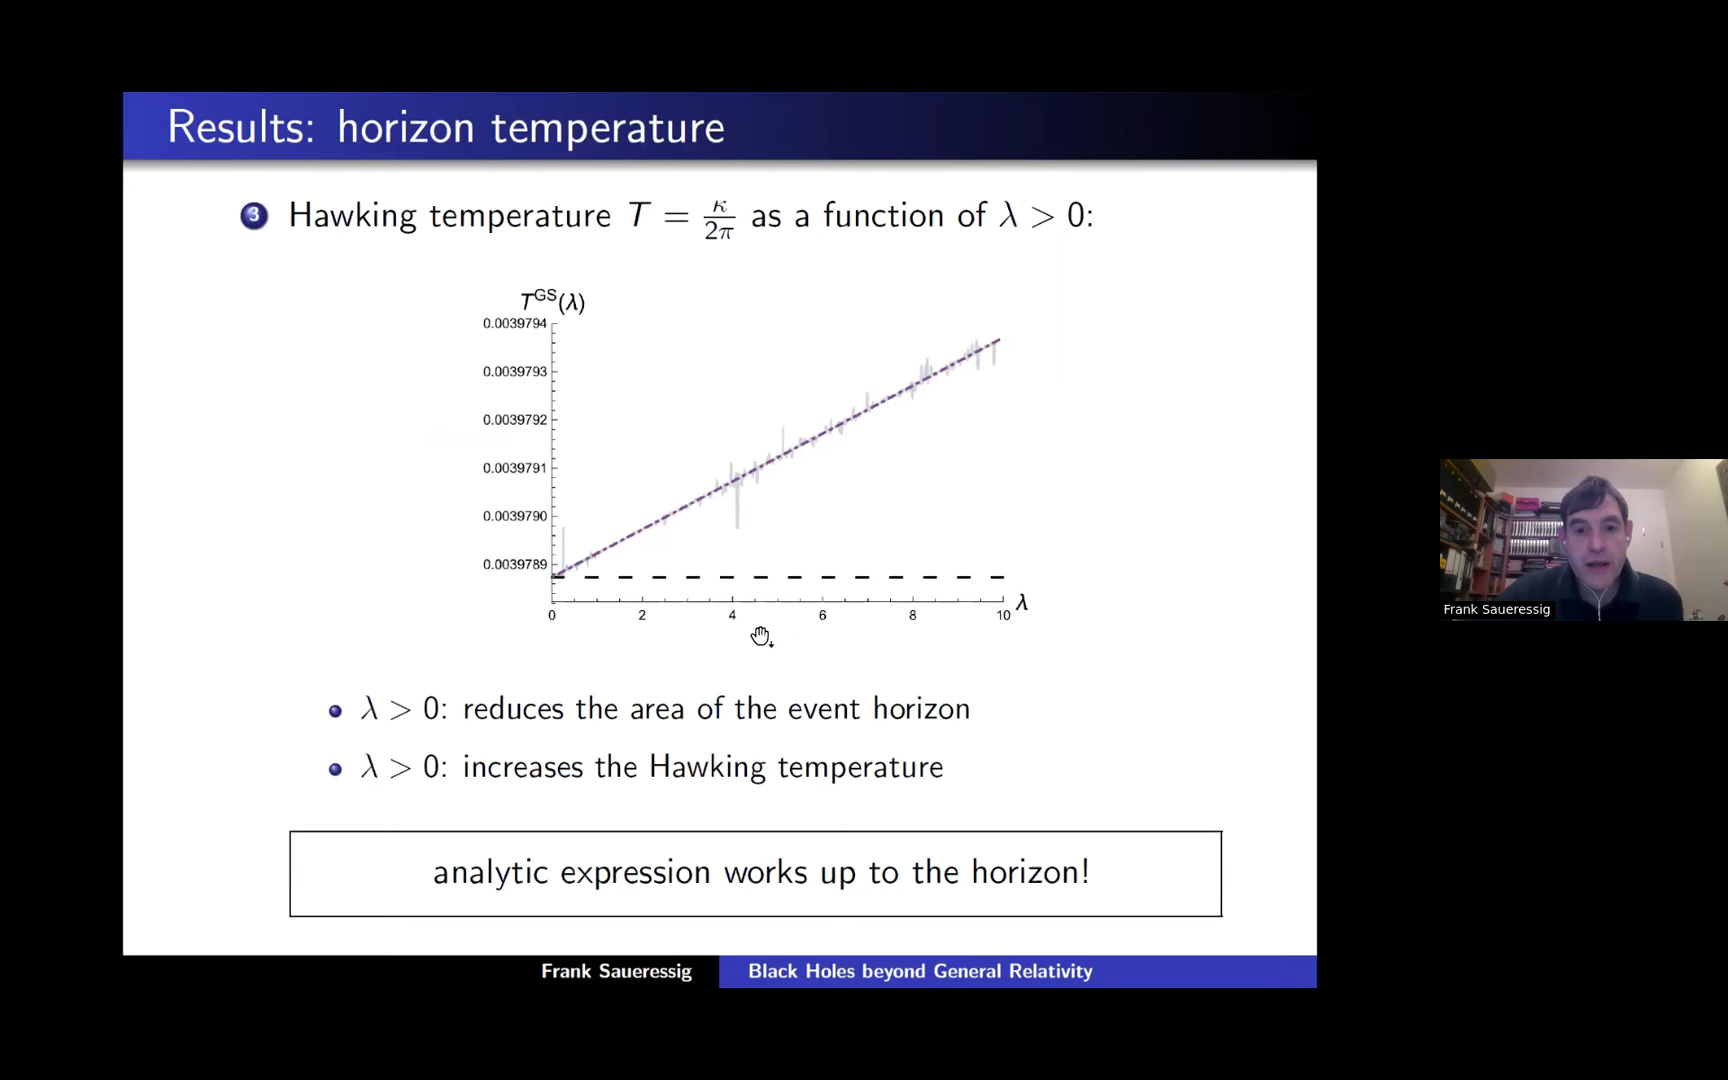 Results: horizon temperature
3 Hawking temperature T = κ/2π as a function of λ > 0:
T^GS(λ)
0.0039794
0.0039793
0.0039792
0.0039791
0.0039790
0.0039789
0 2 4 6 8 10 λ
λ > 0: reduces the area of the event horizon
λ > 0: increases the Hawking temperature
analytic expression works up to the horizon!
Frank Saueressig Black Holes beyond General Relativity
Frank Saueressig